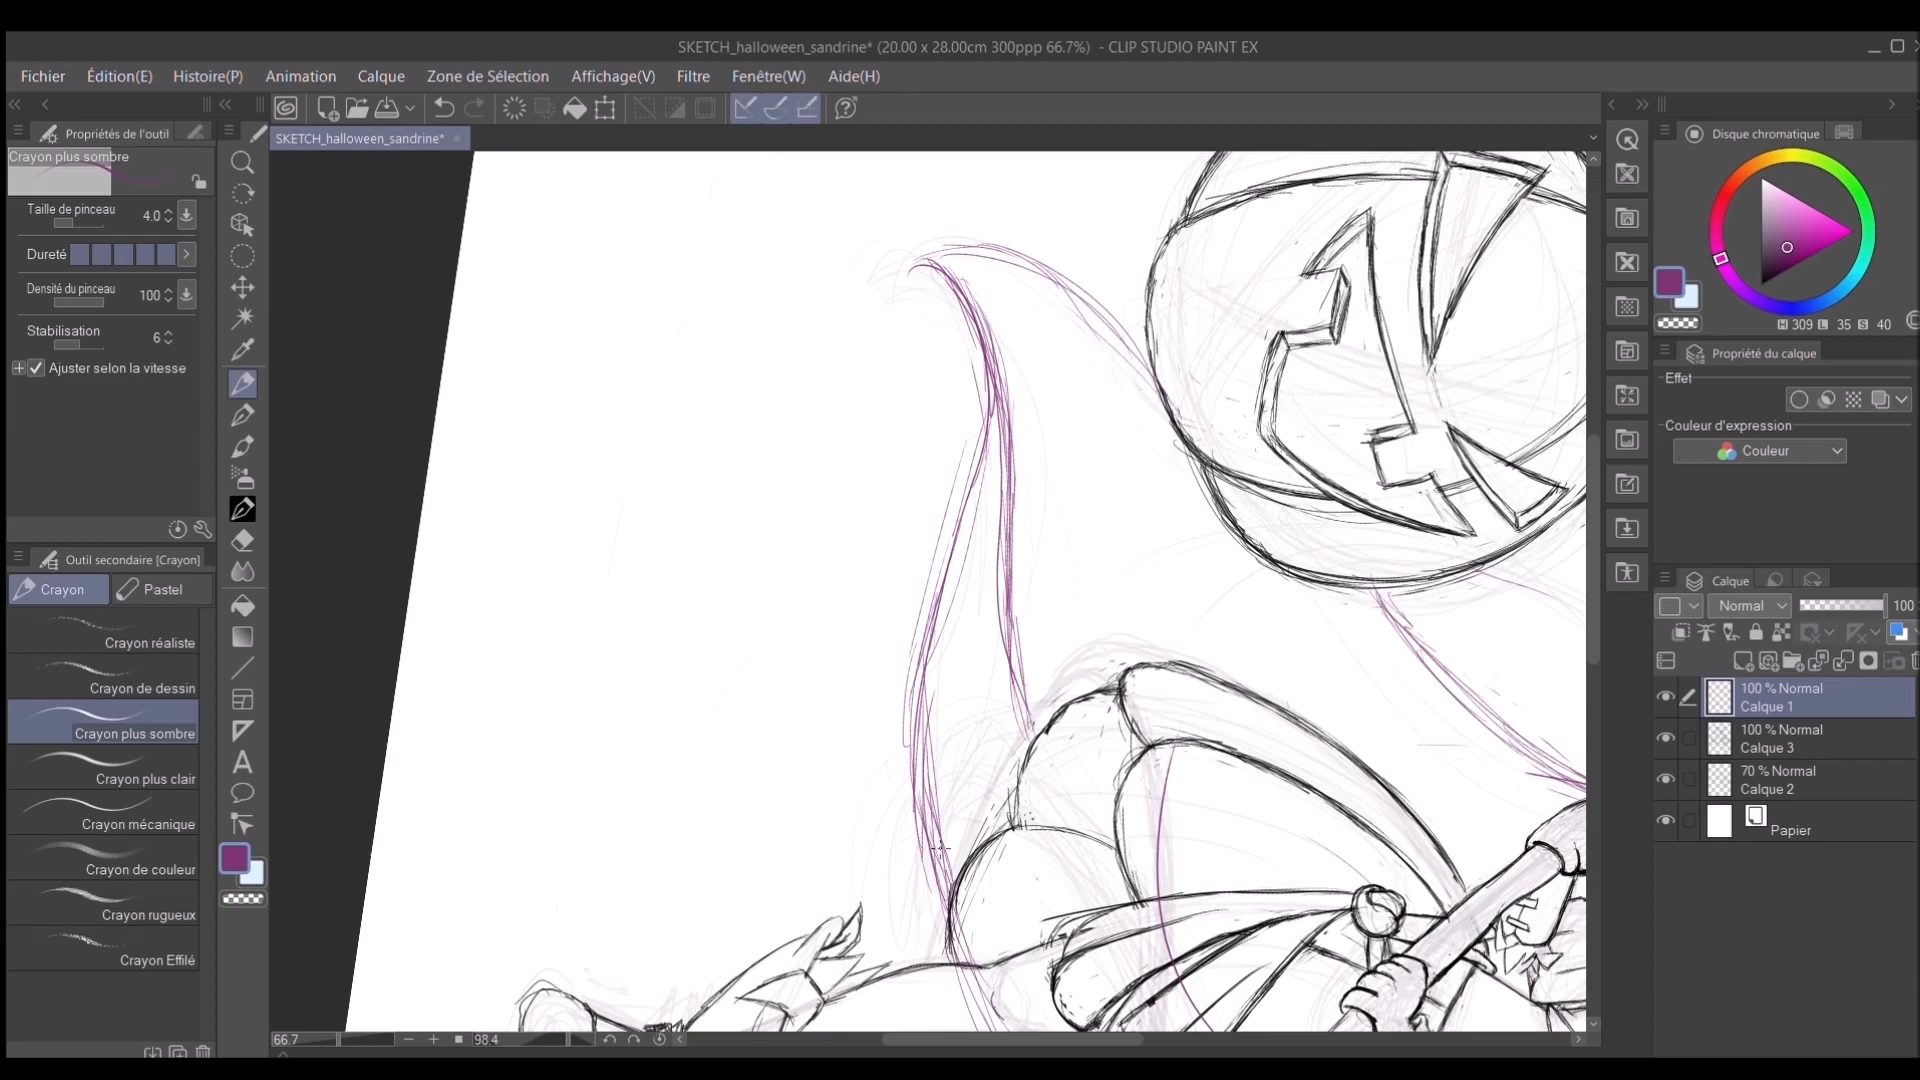 SKETCH_halloween_sandrine* (20.00 x 28.00cm 300ppp 66.7%) - CLIP STUDIO PAINT EX
Fichier Édition(E) Histoire(P) Animation Calque Zone de Sélection Affichage(V) Filtre Fenêtre(W) Aide(H)
Propriétés de l'outil
SKETCH_halloween_sandrine*
Crayon plus sombre
Taille de pinceau 4.0
Dureté
Densité du pinceau 100
Stabilisation 6
Ajuster selon la vitesse
Outil secondaire [Crayon]
Crayon Pastel
Crayon réaliste
Crayon de dessin
Crayon plus sombre
Crayon plus clair
Crayon mécanique
Crayon de couleur
Crayon rugueux
Crayon Effilé
66.7 98.4
Disque chromatique
H 309 L 35 S 40
Propriété du calque
Effet
Couleur d'expression
Couleur
Calque
Normal 100
100 % Normal
Calque 1
100 % Normal
Calque 3
70 % Normal
Calque 2
Papier